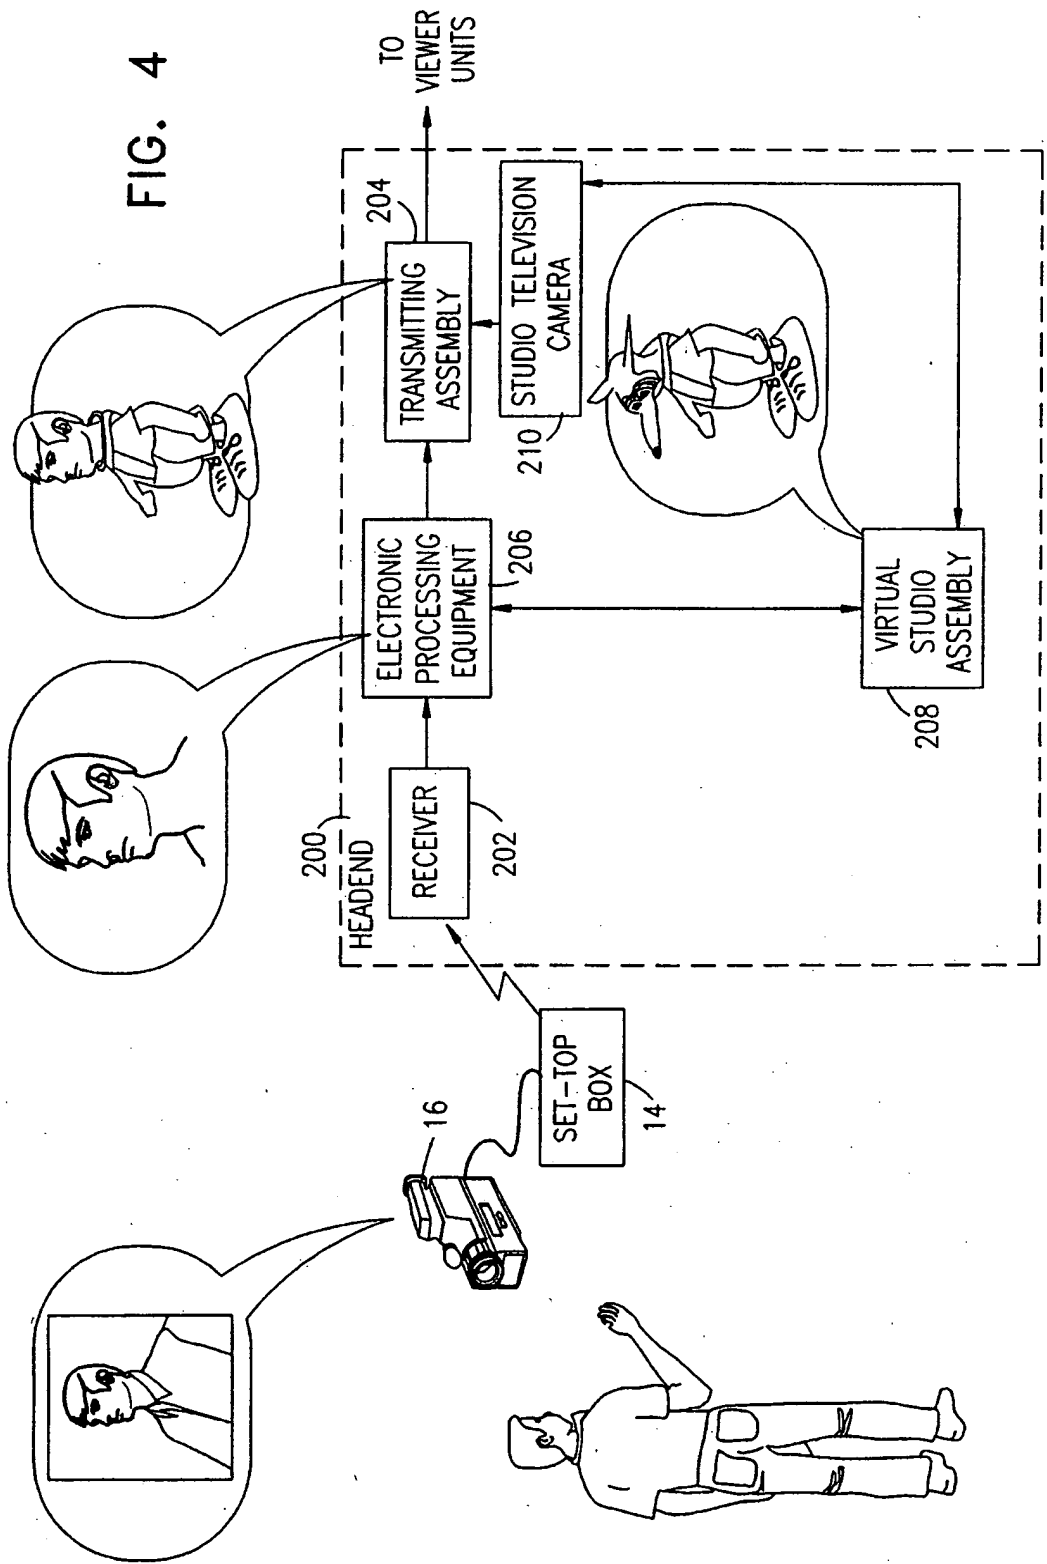 FIG. 4
TO
VIEWER
UNITS
204
TRANSMITTING
ASSEMBLY
STUDIO TELEVISION
CAMERA
210
ELECTRONIC
PROCESSING
EQUIPMENT
206
VIRTUAL
STUDIO
ASSEMBLY
208
200
HEADEND
RECEIVER
202
16
SET-TOP
BOX
14